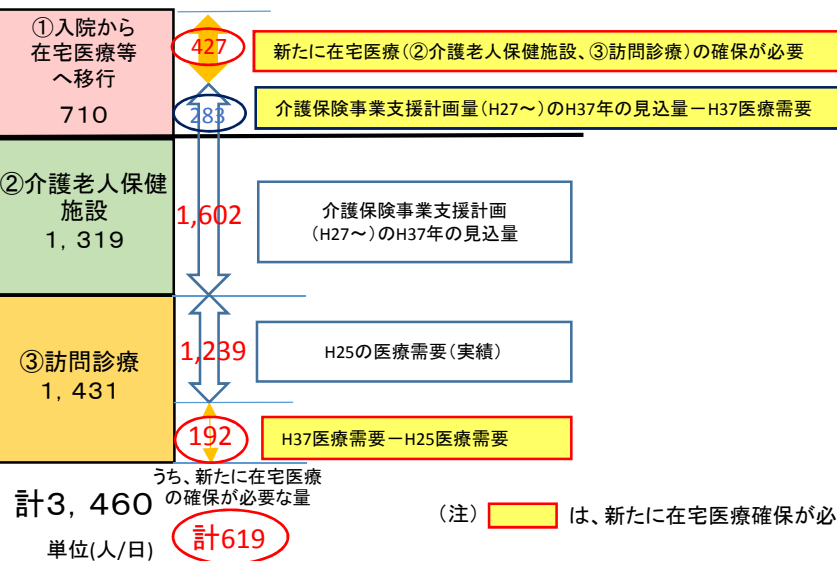 ①入院から
在宅医療等
へ移行
710
427
新たに在宅医療(②介護老人保健施設、③訪問診療)の確保が必要
283
介護保険事業支援計画量(H27～)のH37年の見込量－H37医療需要
②介護老人保健
施設
1,319
1,602
介護保険事業支援計画
(H27～)のH37年の見込量
③訪問診療
1,431
1,239
H25の医療需要(実績)
192
H37医療需要－H25医療需要
うち、新たに在宅医療
の確保が必要な量
計3,460
単位(人/日)
計619
(注) は、新たに在宅医療確保が必